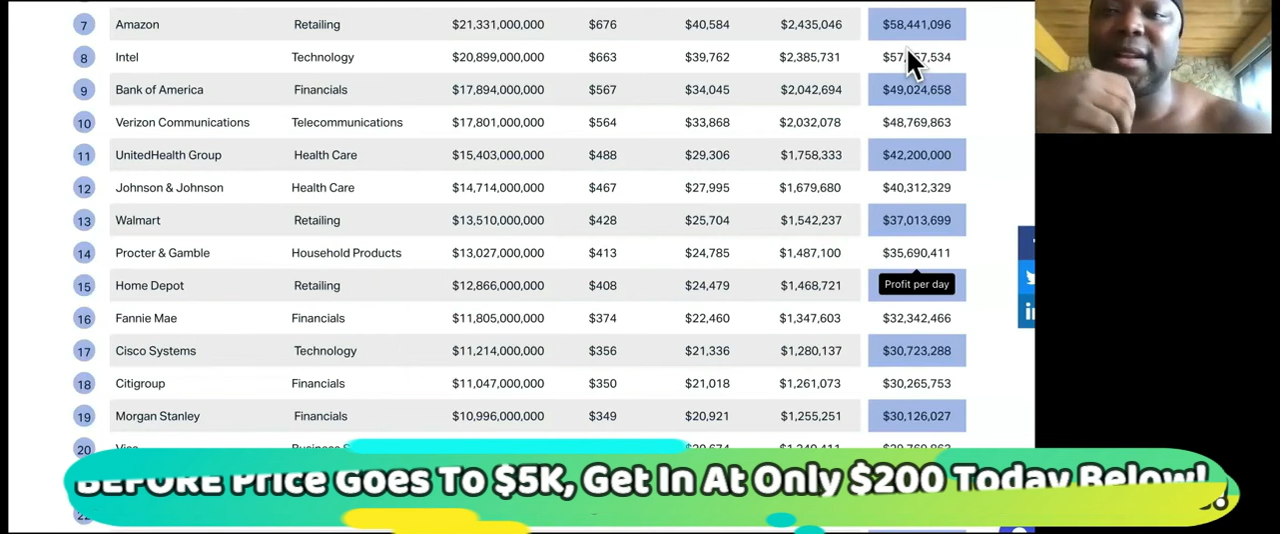 7 Amazon Retailing $21,331,000,000 $676 $40,584 $2,435,046 $58,441,096
8 Intel Technology $20,899,000,000 $663 $39,762 $2,385,731
9 Bank of America Financials $17,894,000,000 $567 $34,045 $2,042,694 $49,024,658
10 Verizon Communications Telecommunications $17,801,000,000 $564 $33,868 $2,032,078 $48,769,863
11 UnitedHealth Group Health Care $15,403,000,000 $488 $29,306 $1,758,333 $42,200,000
12 Johnson & Johnson Health Care $14,714,000,000 $467 $27,995 $1,679,680 $40,312,329
13 Walmart Retailing $13,510,000,000 $428 $25,704 $1,542,237 $37,013,699
14 Procter & Gamble Household Products $13,027,000,000 $413 $24,785 $1,487,100 $35,690,411
15 Home Depot Retailing $12,866,000,000 $408 $24,479 $1,468,721 Profit per day
16 Fannie Mae Financials $11,805,000,000 $374 $22,460 $1,347,603 $32,342,466
17 Cisco Systems Technology $11,214,000,000 $356 $21,336 $1,280,137 $30,723,288
18 Citigroup Financials $11,047,000,000 $350 $21,018 $1,261,073 $30,265,753
19 Morgan Stanley Financials $10,996,000,000 $349 $20,921 $1,255,251 $30,126,027
20
BEFORE Price Goes To $5K, Get In At Only $200 Today Below!